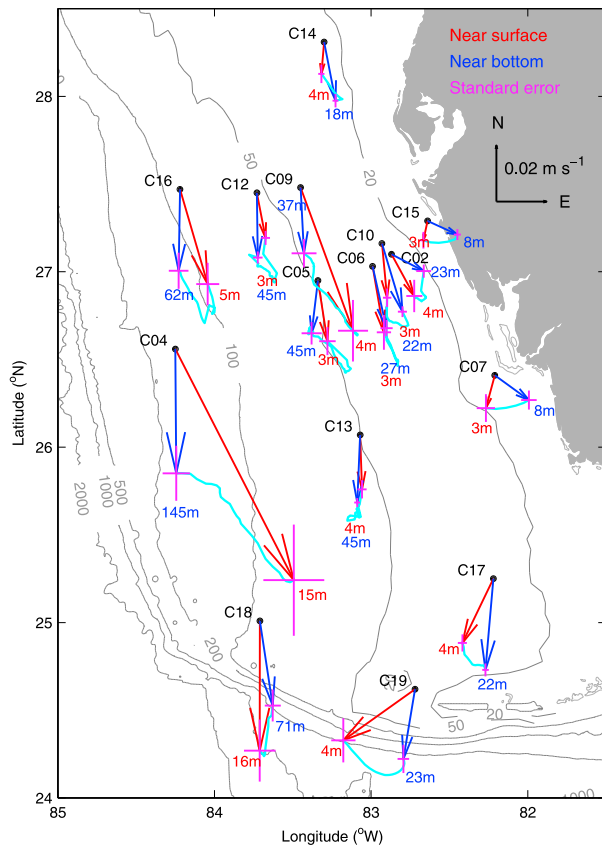 C14
Near surface
Near bottom
Standard error
28
4m
18m
N
0.02 m s⁻¹
E
50
20
C16
C12
C09
37m
C15
3m
8m
C10
C06
C02
23m
27
62m
5m
3m
45m
C05
4m
3m
22m
45m
3m
4m
27m
3m
C04
100
C07
3m
8m
26
C13
500
1000
2000
145m
4m
45m
15m
C17
25
C18
200
4m
22m
C19
20
50
71m
4m
16m
23m
24
85
84
83
82
Longitude (°W)
Latitude (°N)